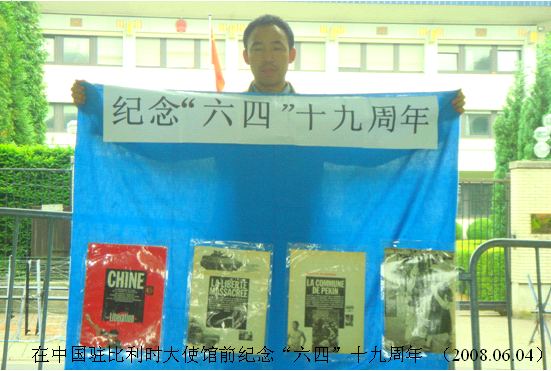 纪念“六四”十九周年
CHINE
Libération
LA LIBERTÉ
MASSACRÉE
LA COMMUNE
DE PEKIN
在中国驻比利时大使馆前纪念“六四”十九周年 （2008.06.04）